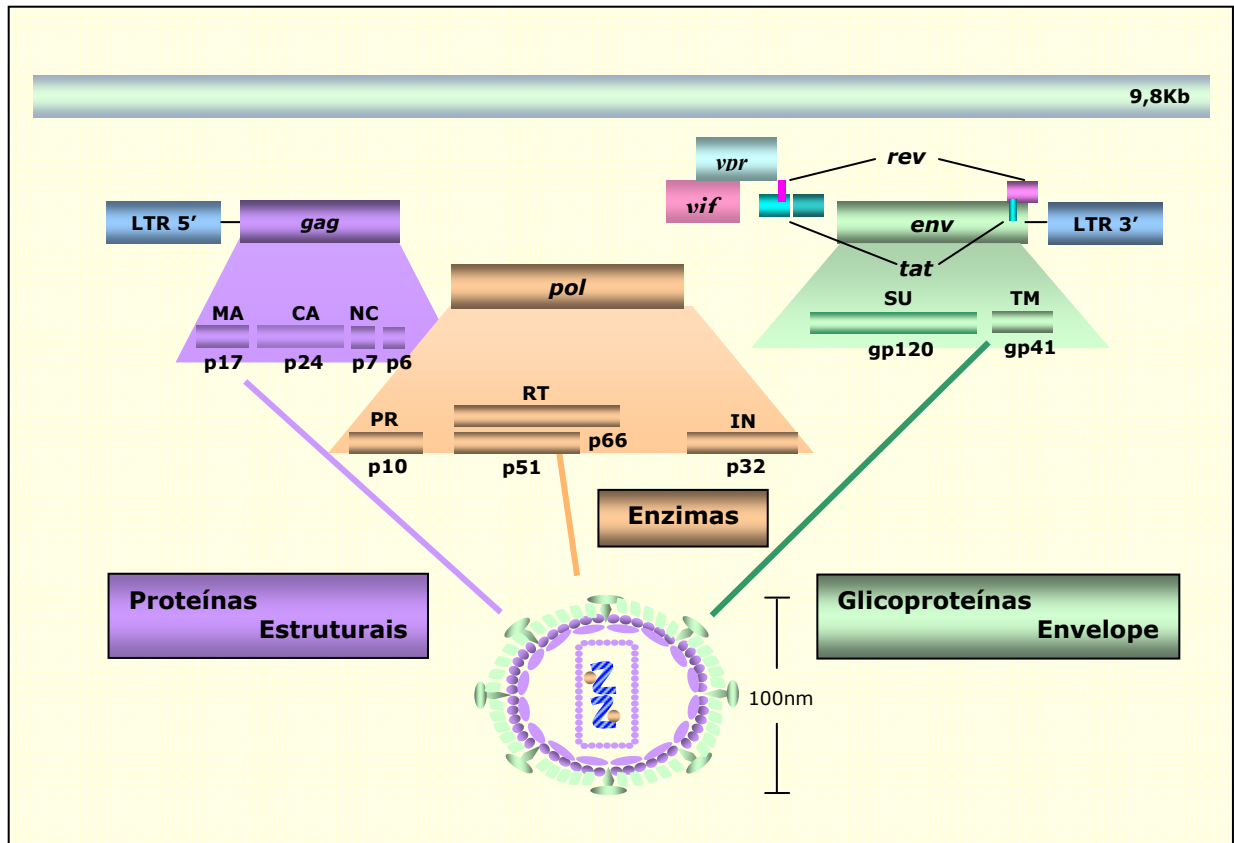 9,8Kb
vpr
rev
vif
LTR 5’
gag
env
LTR 3’
tat
pol
MA CA NC
p17 p24 p7 p6
SU TM
gp120 gp41
PR RT IN
p10 p51 p66 p32
Enzimas
Proteínas
Estruturais
Glicoproteínas
Envelope
100nm